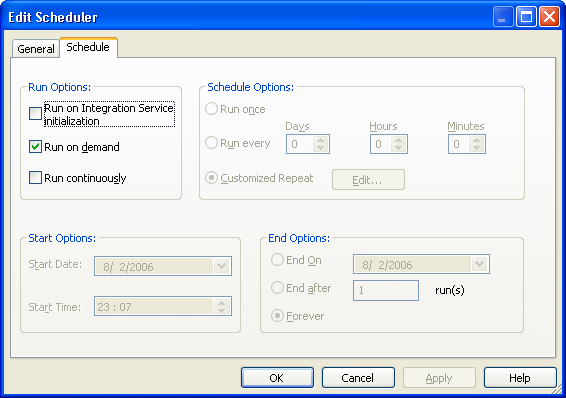 Edit Scheduler
General Schedule
Run Options:
Run on Integration Service
initialization
Run on demand
Run continuously
Schedule Options:
Run once
Days Hours Minutes
Run every 0 0 0
Customized Repeat Edit...
Start Options:
Start Date: 8/ 2/2006
Start Time: 23 : 07
End Options:
End On 8/ 2/2006
End after 1 run(s)
Forever
OK Cancel Apply Help